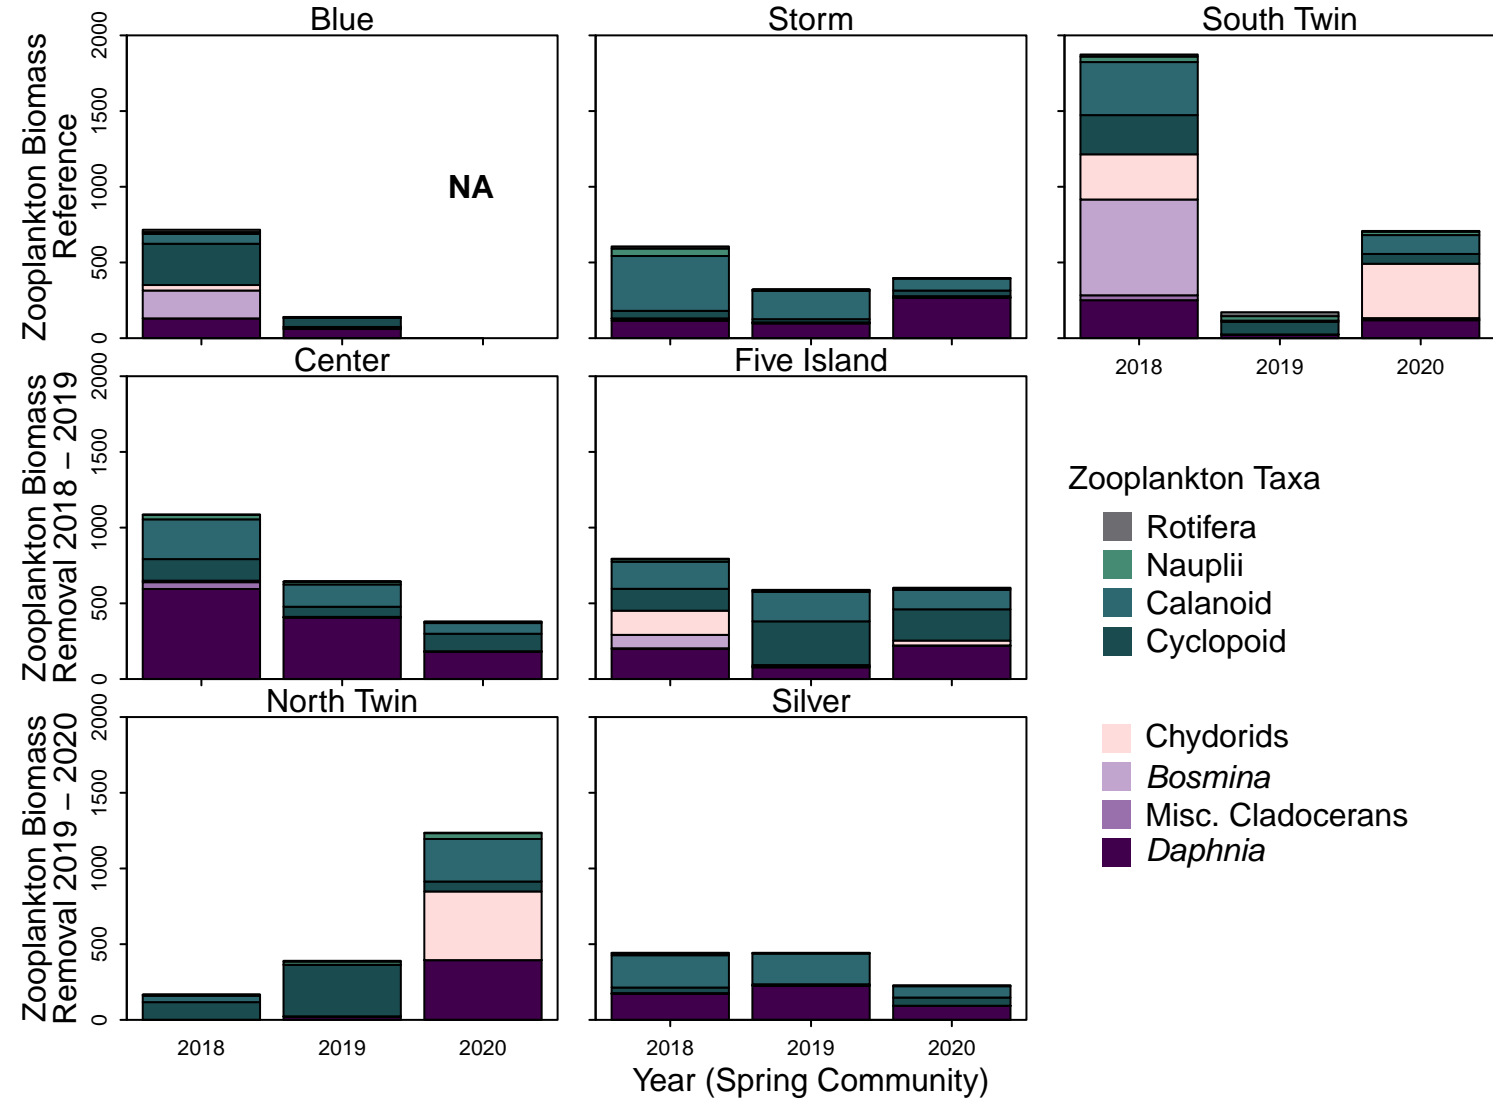 Blue
Storm
South Twin
Zooplankton Biomass
Reference
0
500
1000
1500
2000
NA
2018
2019
2020
Center
Five Island
Zooplankton Biomass
Removal 2018 – 2019
0
500
1000
1500
2000
Zooplankton Taxa
Rotifera
Nauplii
Calanoid
Cyclopoid
Chydorids
Bosmina
Misc. Cladocerans
Daphnia
North Twin
Silver
Zooplankton Biomass
Removal 2019 – 2020
0
500
1000
1500
2000
2018
2019
2020
2018
2019
2020
Year (Spring Community)